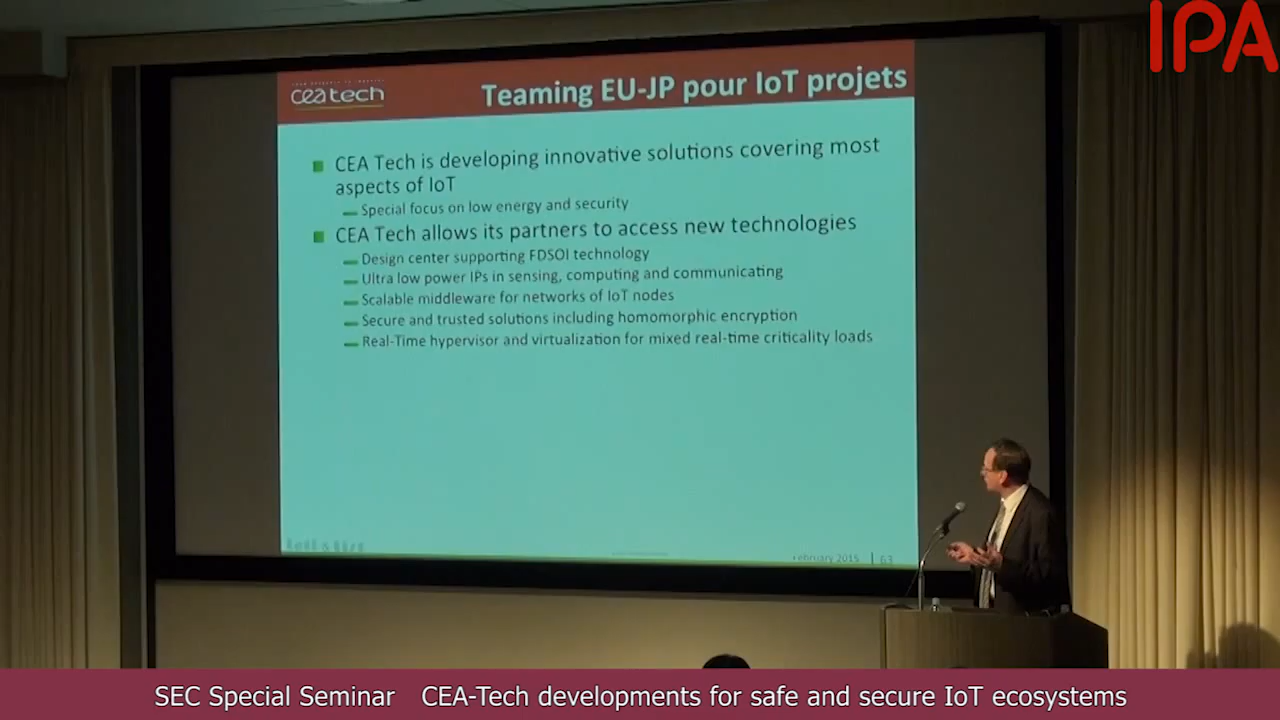 IPA
ceatech
Teaming EU-JP pour IoT projets
CEA Tech is developing innovative solutions covering most
aspects of IoT
Special focus on low energy and security
CEA Tech allows its partners to access new technologies
Design center supporting FDSOI technology
Ultra low power IPs in sensing, computing and communicating
Scalable middleware for networks of IoT nodes
Secure and trusted solutions including homomorphic encryption
Real-Time hypervisor and virtualization for mixed real-time criticality loads
February 2015 | 63
SEC Special Seminar CEA-Tech developments for safe and secure IoT ecosystems